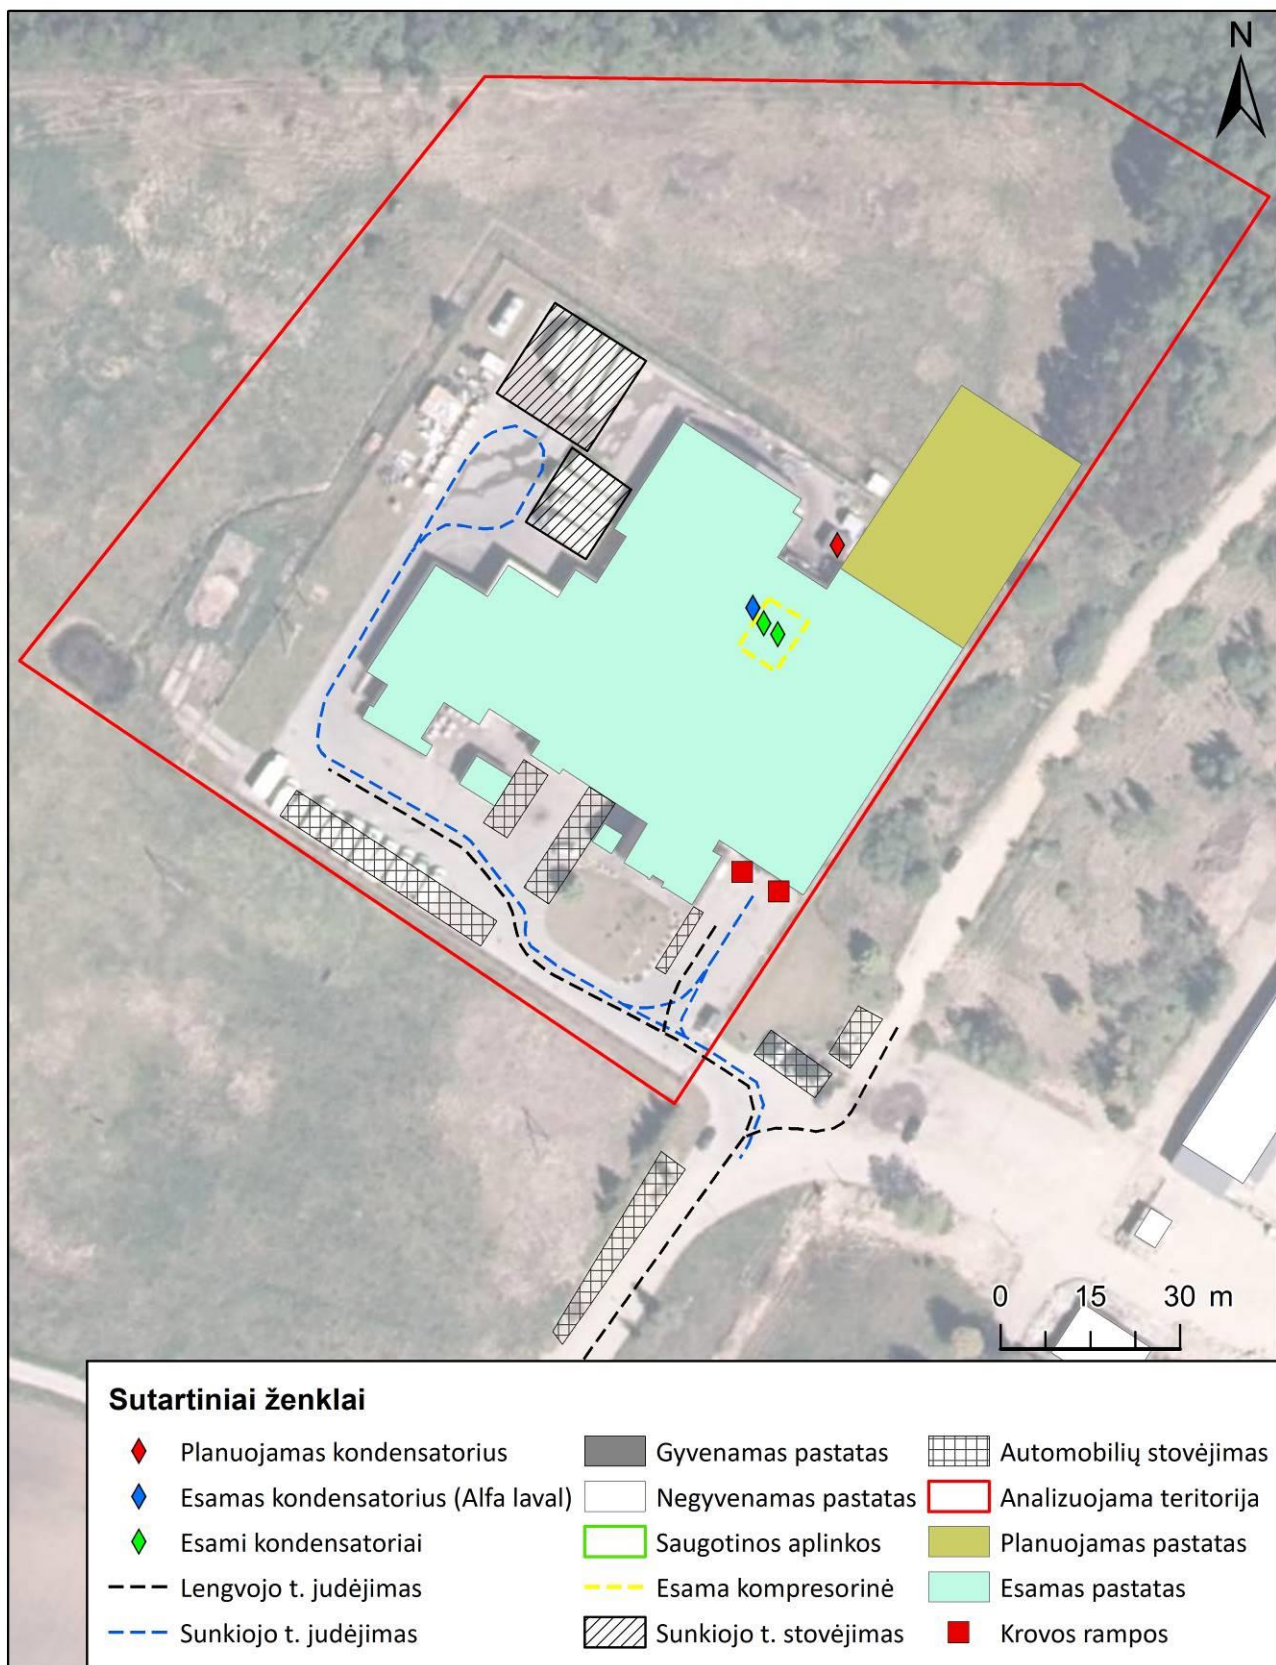 N
0 15 30 m
Sutartiniai ženklai
Planuojamas kondensatorius
Esamas kondensatorius (Alfa laval)
Esami kondensatoriai
Lengvojo t. judėjimas
Sunkiojo t. judėjimas
Gyvenamas pastatas
Negyvenamas pastatas
Saugotinos aplinkos
Esama kompresorinė
Sunkiojo t. stovėjimas
Automobilių stovėjimas
Analizuojama teritorija
Planuojamas pastatas
Esamas pastatas
Krovos rampos